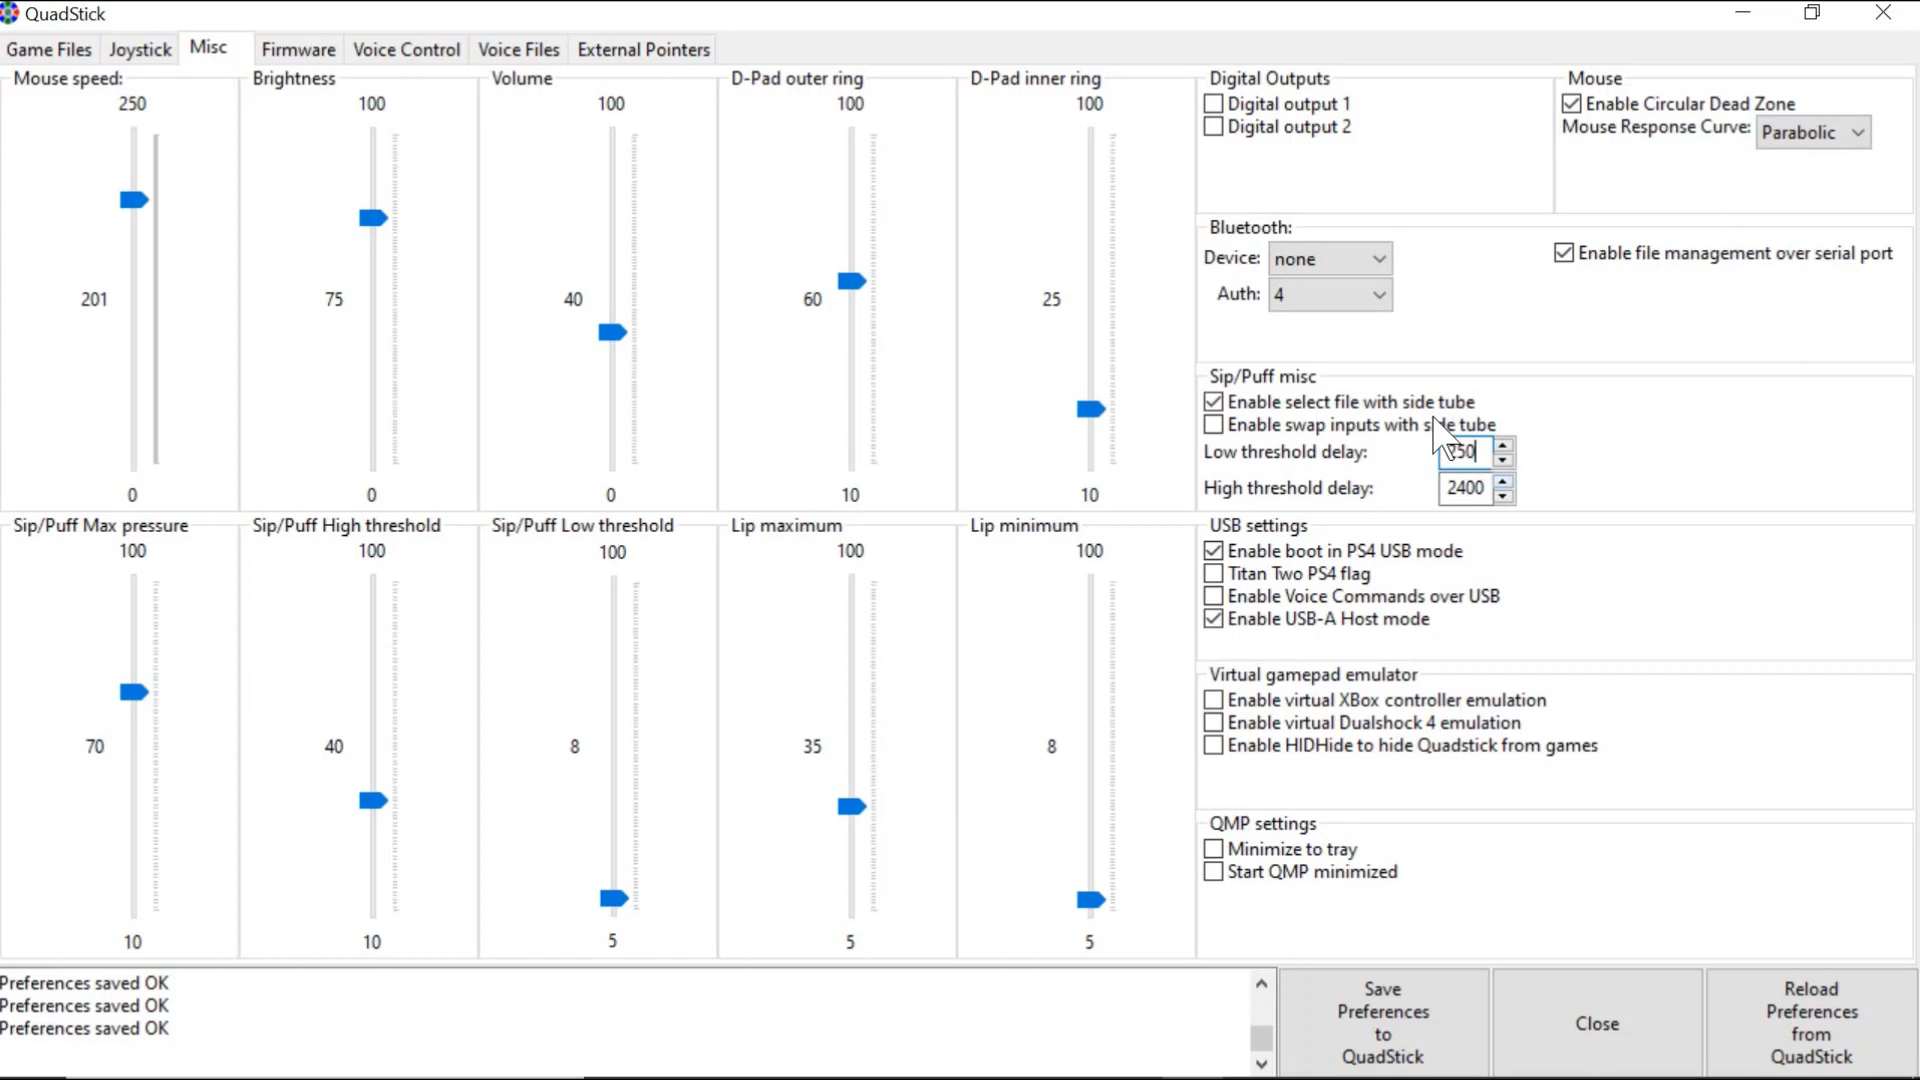 QuadStick
Game Files Joystick Misc Firmware Voice Control Voice Files External Pointers
Mouse speed: Brightness Volume D-Pad outer ring D-Pad inner ring
250 100 100 100 100
201 75 40 60 25
0 0 0 10 10
Sip/Puff Max pressure Sip/Puff High threshold Sip/Puff Low threshold Lip maximum Lip minimum
100 100 100 100 100
70 40 8 35 8
10 10 5 5 5
Digital Outputs
Digital output 1
Digital output 2
Mouse
Enable Circular Dead Zone
Mouse Response Curve: Parabolic
Bluetooth:
Device: none
Auth: 4
Enable file management over serial port
Sip/Puff misc
Enable select file with side tube
Enable swap inputs with side tube
Low threshold delay:
High threshold delay: 2400
USB settings
Enable boot in PS4 USB mode
Titan Two PS4 flag
Enable Voice Commands over USB
Enable USB-A Host mode
Virtual gamepad emulator
Enable virtual XBox controller emulation
Enable virtual Dualshock 4 emulation
Enable HIDHide to hide Quadstick from games
QMP settings
Minimize to tray
Start QMP minimized
Preferences saved OK
Preferences saved OK
Preferences saved OK
Save
Preferences
to
QuadStick
Close
Reload
Preferences
from
QuadStick